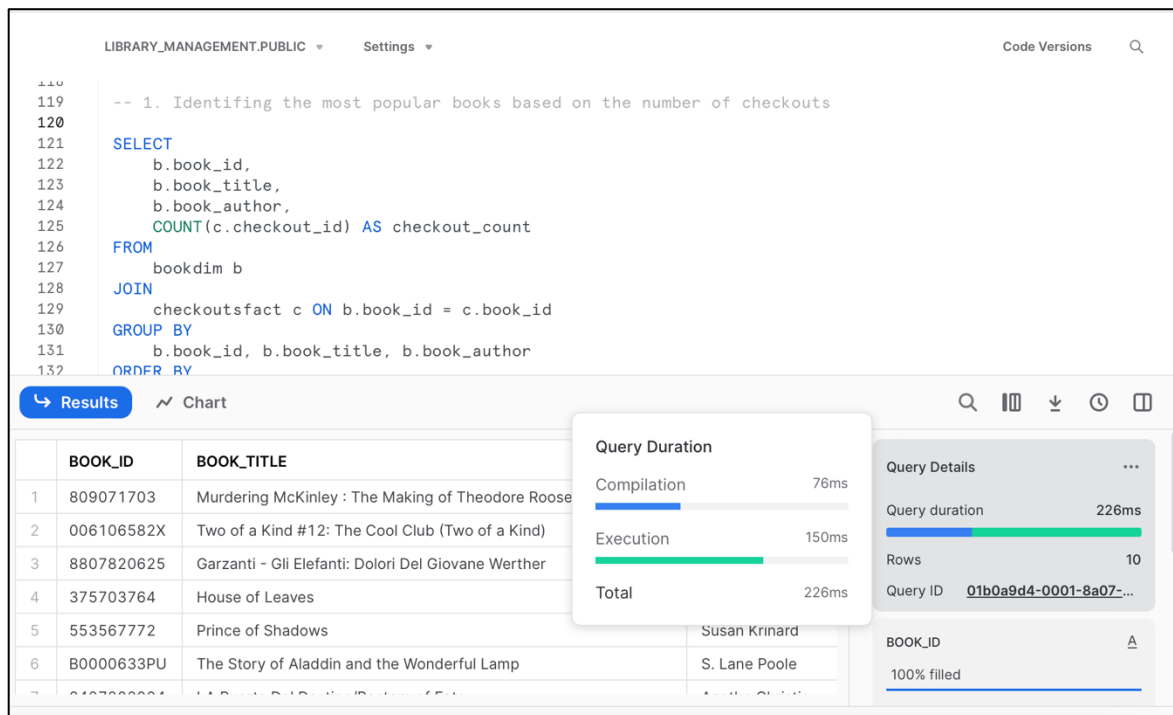 LIBRARY_MANAGEMENT.PUBLIC Settings Code Versions
118
119 -- 1. Identifing the most popular books based on the number of checkouts
120
121 SELECT
122 b.book_id,
123 b.book_title,
124 b.book_author,
125 COUNT(c.checkout_id) AS checkout_count
126 FROM
127 bookdim b
128 JOIN
129 checkoutsfact c ON b.book_id = c.book_id
130 GROUP BY
131 b.book_id, b.book_title, b.book_author
132 ORDER BY
Results Chart
BOOK_ID BOOK_TITLE
1 809071703 Murdering McKinley : The Making of Theodore Roose
2 006106582X Two of a Kind #12: The Cool Club (Two of a Kind)
3 8807820625 Garzanti - Gli Elefanti: Dolori Del Giovane Werther
4 375703764 House of Leaves
5 553567772 Prince of Shadows Susan Krinard
6 B0000633PU The Story of Aladdin and the Wonderful Lamp S. Lane Poole
Query Duration
Compilation 76ms
Execution 150ms
Total 226ms
Query Details ...
Query duration 226ms
Rows 10
Query ID 01b0a9d4-0001-8a07-...
BOOK_ID A
100% filled